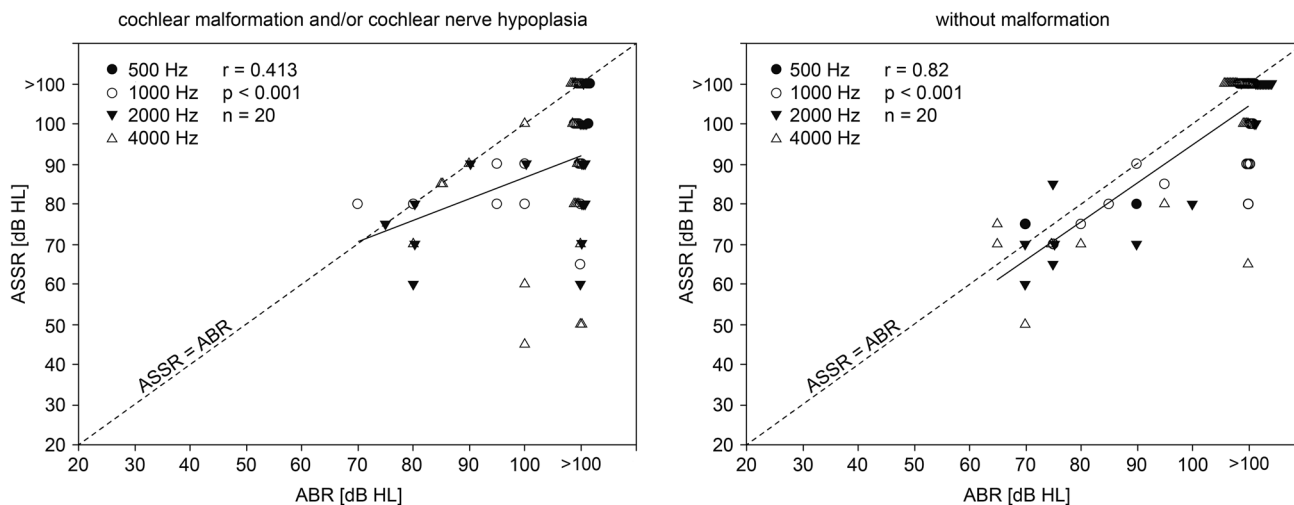 cochlear malformation and/or cochlear nerve hypoplasia
>100
100
90
80
70
60
50
40
30
20
ASSR [dB HL]
500 Hz r = 0.413
1000 Hz p < 0.001
2000 Hz n = 20
4000 Hz
ASSR = ABR
20 30 40 50 60 70 80 90 100 >100
ABR [dB HL]
without malformation
>100
100
90
80
70
60
50
40
30
20
ASSR [dB HL]
500 Hz r = 0.82
1000 Hz p < 0.001
2000 Hz n = 20
4000 Hz
ASSR = ABR
20 30 40 50 60 70 80 90 100 >100
ABR [dB HL]